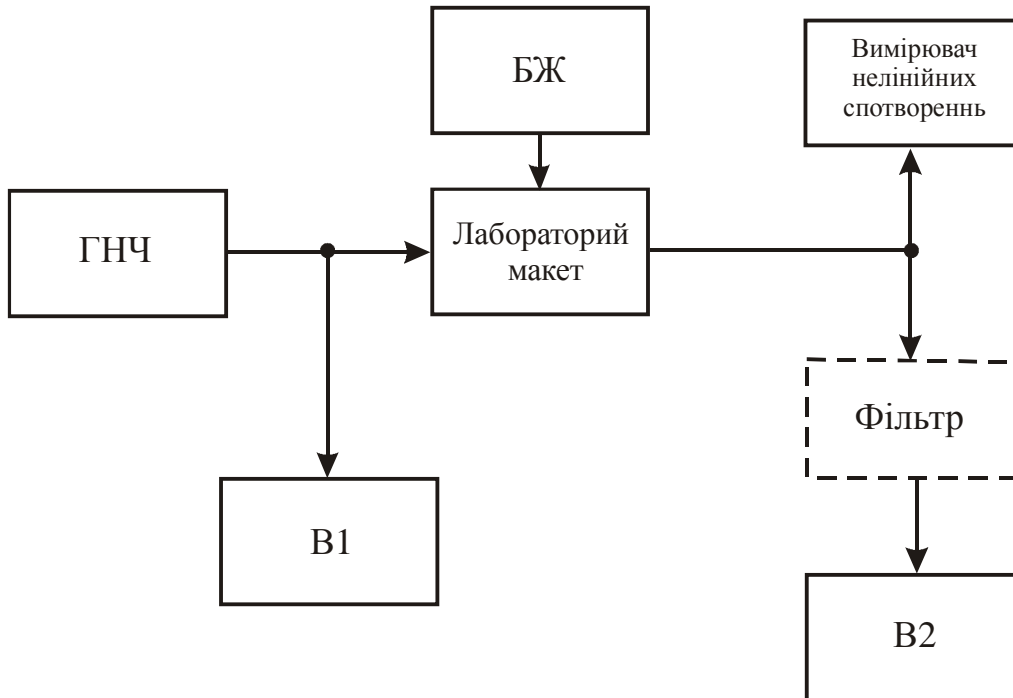 БЖ
Вимірювач
нелінійних
спотвореннь
ГНЧ
Лабораторий
макет
Фільтр
В1
В2